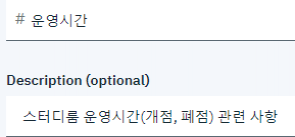 # 운영시간
Description (optional)
스터디룸 운영시간(개점, 폐점) 관련 사항